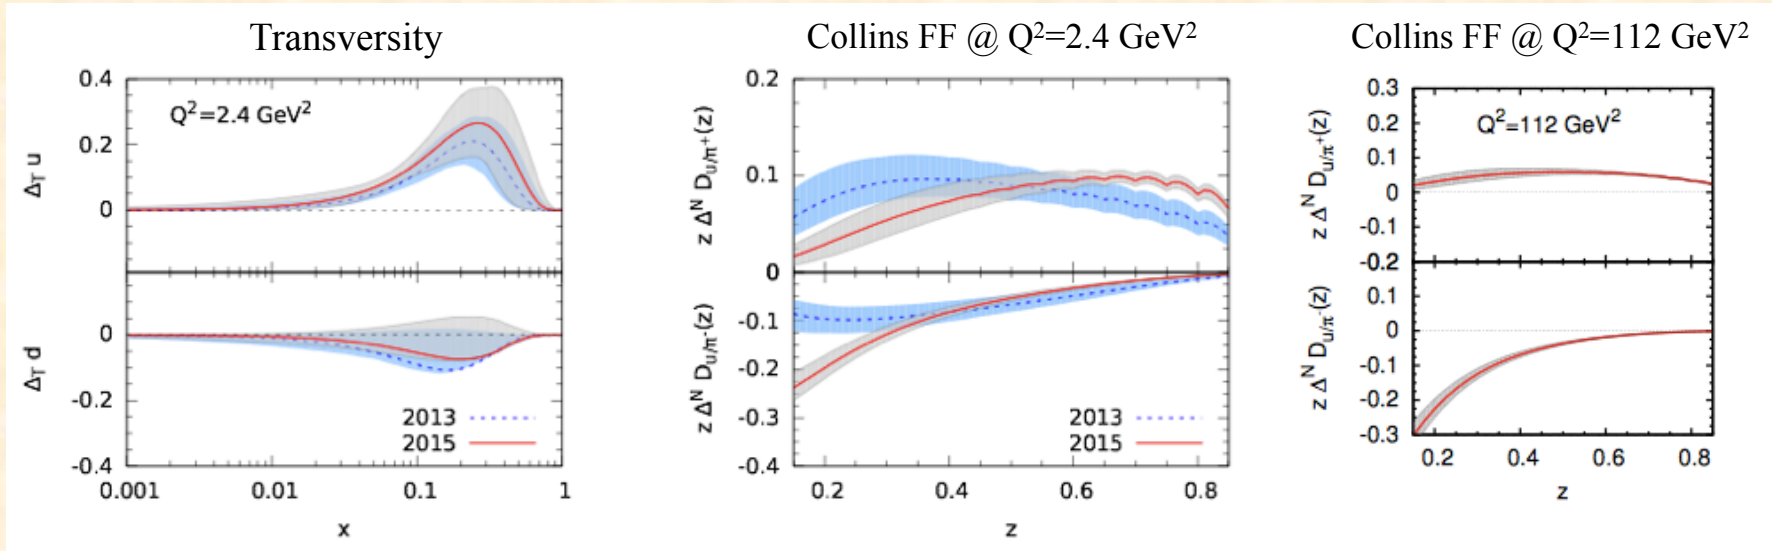 Transversity
Collins FF @ Q²=2.4 GeV²
Collins FF @ Q²=112 GeV²
0.4
0.2
0
Q²=2.4 GeV²
Δ_T u
0
-0.2
-0.4
Δ_T d
2013
2015
0.001
0.01
0.1
1
x
0.2
0.1
0
z Δ^N D_{u/π⁺}(z)
-0.1
-0.2
-0.3
-0.4
z Δ^N D_{u/π⁻}(z)
2013
2015
0.2
0.4
0.6
0.8
z
0.3
0.2
0.1
0
-0.1
-0.2
Q²=112 GeV²
z Δ^N D_{u/π⁺}(z)
0.2
0.1
0
-0.1
-0.2
-0.3
z Δ^N D_{u/π⁻}(z)
0.2
0.4
0.6
0.8
z